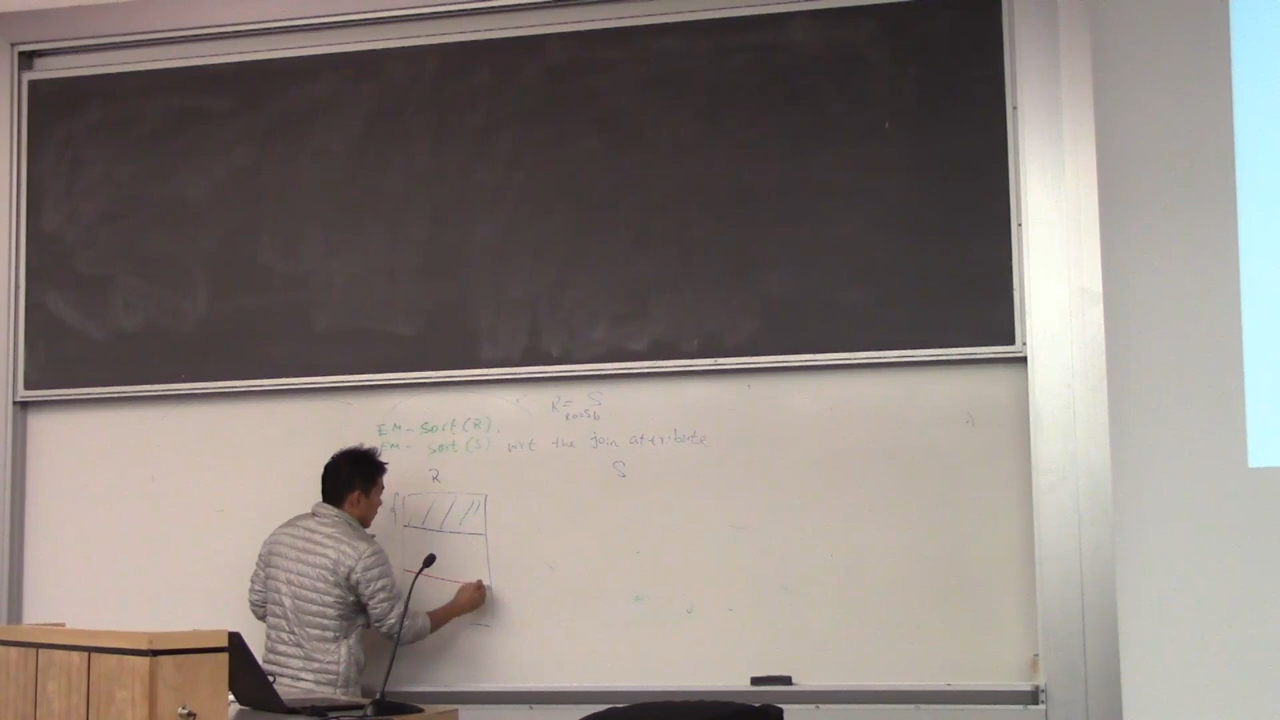 R ⋈ S
R.a=S.b
EM-Sort(R),
EM-Sort(S) wrt the join attribute
R S